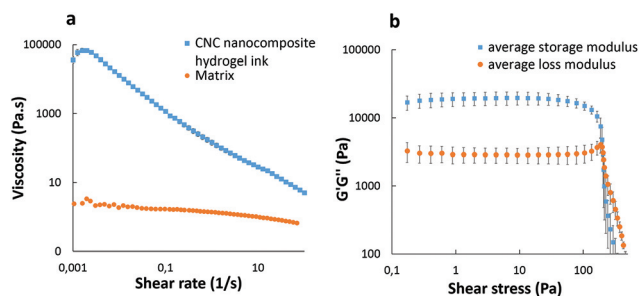 a
CNC nanocomposite
hydrogel ink
Matrix
Viscosity (Pa.s)
100000
1000
10
0
0,001
0,1
10
Shear rate (1/s)
b
average storage modulus
average loss modulus
G'G'' (Pa)
100000
10000
1000
100
0,1
1
10
100
Shear stress (Pa)